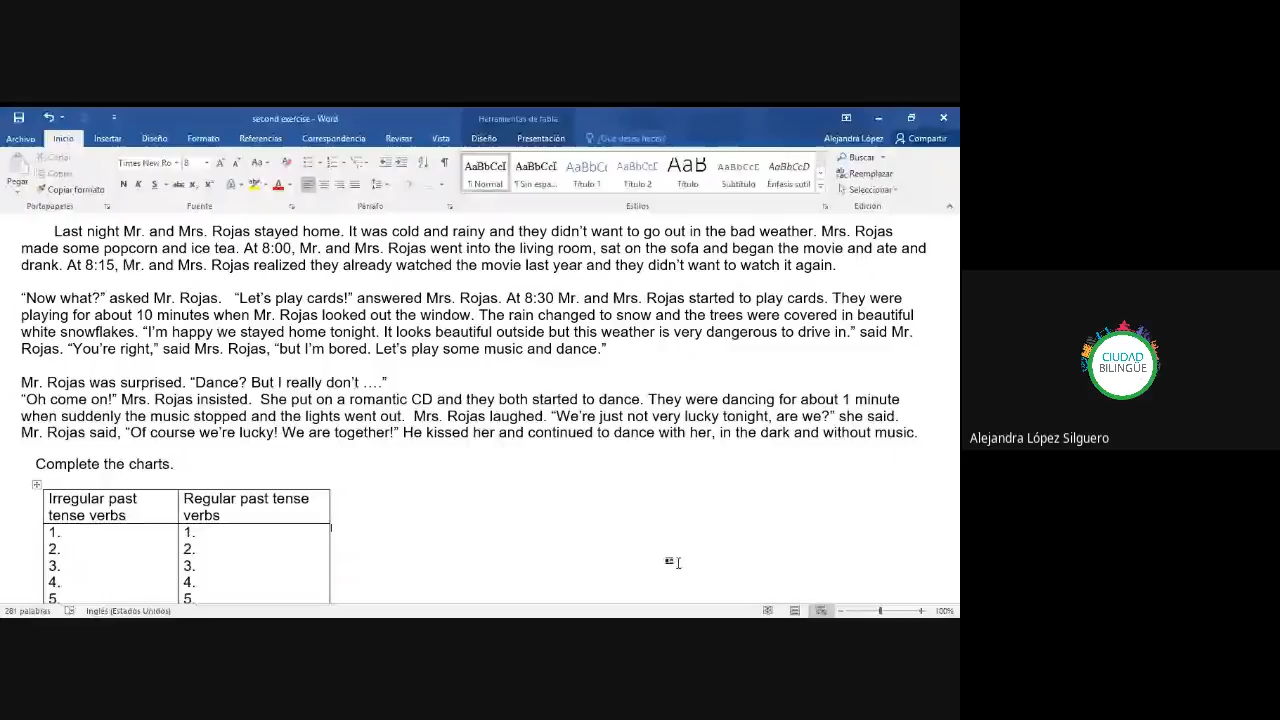 second exercise - Word
Herramientas de tabla
Archivo Inicio Insertar Diseño Formato Referencias Correspondencia Revisar Vista Diseño Presentación ¿Qué desea hacer? Alejandra López Compartir
Pegar
Cortar
Copiar
Copiar formato
Portapapeles
Times New Ro 8
N K S abc x₂ x²
Fuente
Párrafo
AaBbCcI AaBbCcI AaBbCc AaBbCcC AaB AaBbCcE AaBbCcD
¶ Normal ¶ Sin espa... Título 1 Título 2 Título Subtítulo Énfasis sutil
Estilos
Buscar
Reemplazar
Seleccionar
Edición
Last night Mr. and Mrs. Rojas stayed home. It was cold and rainy and they didn’t want to go out in the bad weather. Mrs. Rojas
made some popcorn and ice tea. At 8:00, Mr. and Mrs. Rojas went into the living room, sat on the sofa and began the movie and ate and
drank. At 8:15, Mr. and Mrs. Rojas realized they already watched the movie last year and they didn’t want to watch it again.
“Now what?” asked Mr. Rojas. “Let’s play cards!” answered Mrs. Rojas. At 8:30 Mr. and Mrs. Rojas started to play cards. They were
playing for about 10 minutes when Mr. Rojas looked out the window. The rain changed to snow and the trees were covered in beautiful
white snowflakes. “I’m happy we stayed home tonight. It looks beautiful outside but this weather is very dangerous to drive in.” said Mr.
Rojas. “You’re right,” said Mrs. Rojas, “but I’m bored. Let’s play some music and dance.”
Mr. Rojas was surprised. “Dance? But I really don’t ….”
“Oh come on!” Mrs. Rojas insisted. She put on a romantic CD and they both started to dance. They were dancing for about 1 minute
when suddenly the music stopped and the lights went out. Mrs. Rojas laughed. “We’re just not very lucky tonight, are we?” she said.
Mr. Rojas said, “Of course we’re lucky! We are together!” He kissed her and continued to dance with her, in the dark and without music.
Complete the charts.
Irregular past
tense verbs
Regular past tense
verbs
1. 1.
2. 2.
3. 3.
4. 4.
5. 5.
281 palabras Inglés (Estados Unidos) 100%
CIUDAD
BILINGÜE
Alejandra López Silguero